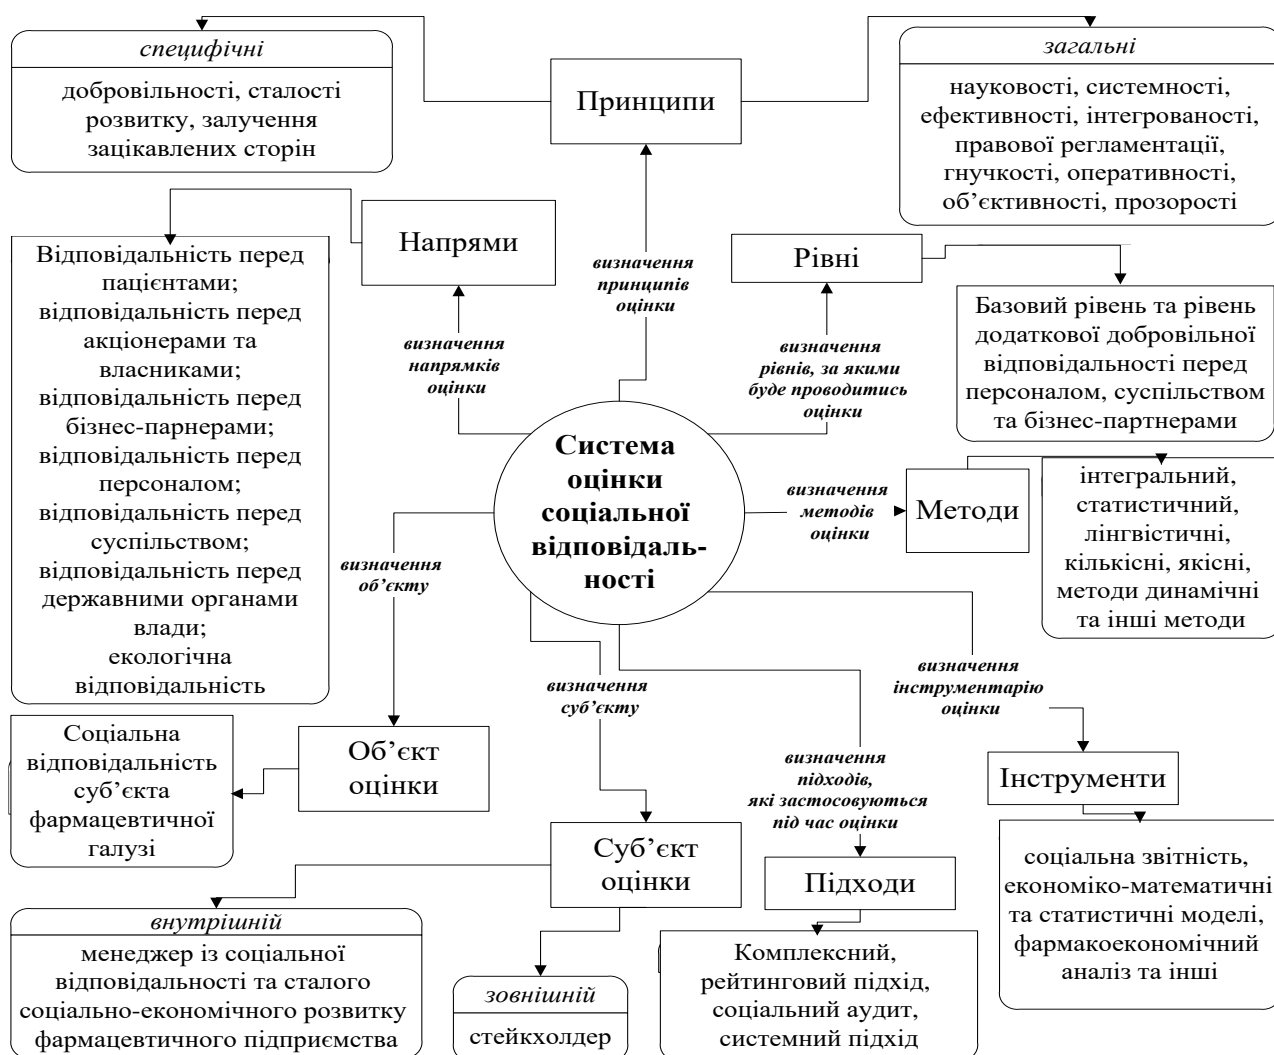 специфічні
добровільності, сталості
розвитку, залучення
зацікавлених сторін
Принципи
загальні
науковості, системності,
ефективності, інтегрованості,
правової регламентації,
гнучкості, оперативності,
об’єктивності, прозорості
Напрями
визначення
принципів
оцінки
Рівні
Відповідальність перед
пацієнтами;
відповідальність перед
акціонерами та
власниками;
відповідальність перед
бізнес-парнерами;
відповідальність перед
персоналом;
відповідальність перед
суспільством;
відповідальність перед
державними органами
влади;
екологічна
відповідальність
визначення
напрямків
оцінки
визначення
рівнів, за якими
буде проводитись
оцінки
Базовий рівень та рівень
додаткової добровільної
відповідальності перед
персоналом, суспільством
та бізнес-партнерами
Система
оцінки
соціальної
відповідаль-
ності
визначення
методів
оцінки
Методи
інтегральний,
статистичний,
лінгвістичні,
кількісні, якісні,
методи динамічні
та інші методи
визначення
об’єкту
визначення
суб’єкту
визначення
інструментарію
оцінки
Соціальна
відповідальність
суб’єкта
фармацевтичної
галузі
Об’єкт
оцінки
визначення
підходів,
які застосовуються
під час оцінки
Інструменти
соціальна звітність,
економіко-математичні
та статистичні моделі,
фармакоекономічний
аналіз та інші
Суб’єкт
оцінки
Підходи
внутрішній
менеджер із соціальної
відповідальності та сталого
соціально-економічного розвитку
фармацевтичного підприємства
зовнішній
стейкхолдер
Комплексний,
рейтинговий підхід,
соціальний аудит,
системний підхід